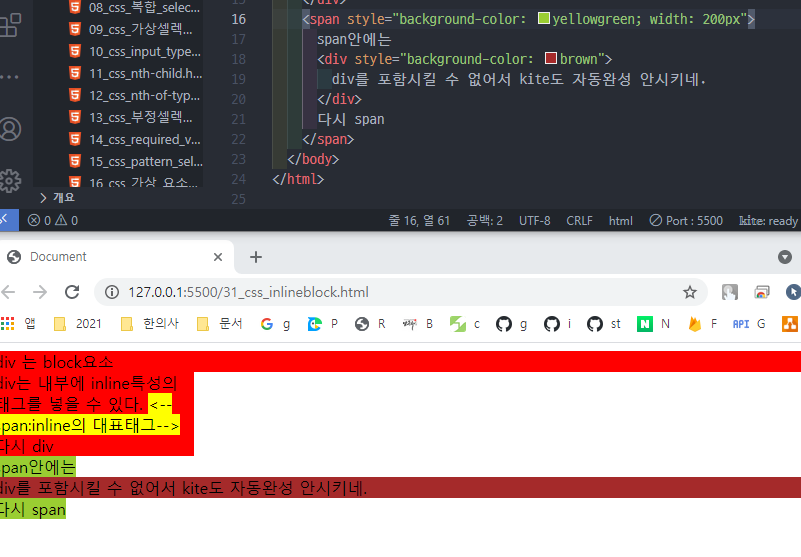 08_css_복합_selec...
09_css_가상셀렉...
10_css_input_type...
11_css_nth-child.h...
12_css_nth-of-typ...
13_css_부정셀렉...
14_css_required_v...
15_css_pattern_sel...
16_css_가상_요소...
개요
15 </div>
16 <span style="background-color: yellowgreen; width: 200px">
17 span안에는
18 <div style="background-color: brown">
19 div를 포함시킬 수 없어서 kite도 자동완성 안시키네.
20 </div>
21 다시 span
22 </span>
23 </body>
24 </html>
25
0 0 줄 16, 열 61 공백: 2 UTF-8 CRLF html Port : 5500 kite: ready
Document
127.0.0.1:5500/31_css_inlineblock.html
앱 2021 한의사 문서 g P R B c g i st N F API G
div 는 block요소
div는 내부에 inline특성의
태그를 넣을 수 있다. <--
span:inline의 대표태그-->
다시 div
span안에는
div를 포함시킬 수 없어서 kite도 자동완성 안시키네.
다시 span